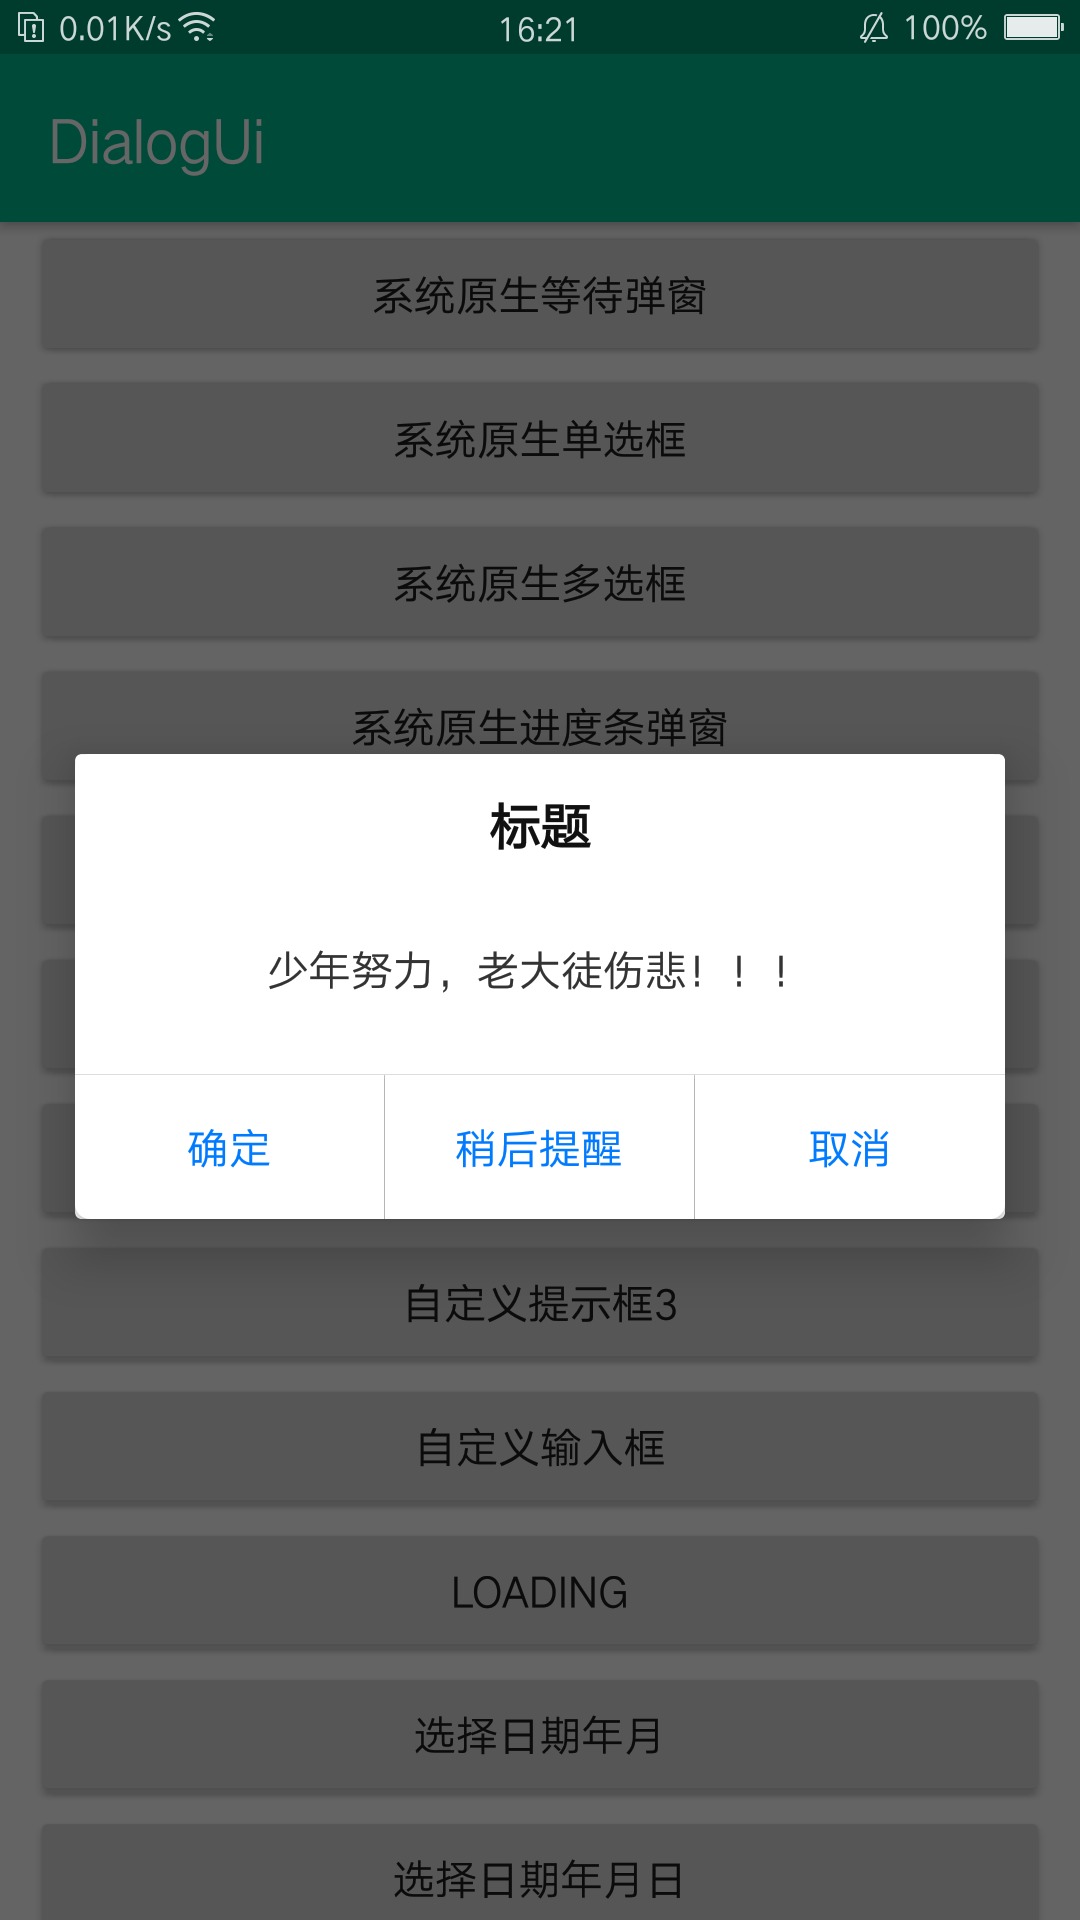 0.01K/s 16:21 100%
DialogUi
系统原生等待弹窗
系统原生单选框
系统原生多选框
系统原生进度条弹窗
标题
少年努力，老大徒伤悲！！！
确定 稍后提醒 取消
自定义提示框3
自定义输入框
LOADING
选择日期年月
选择日期年月日